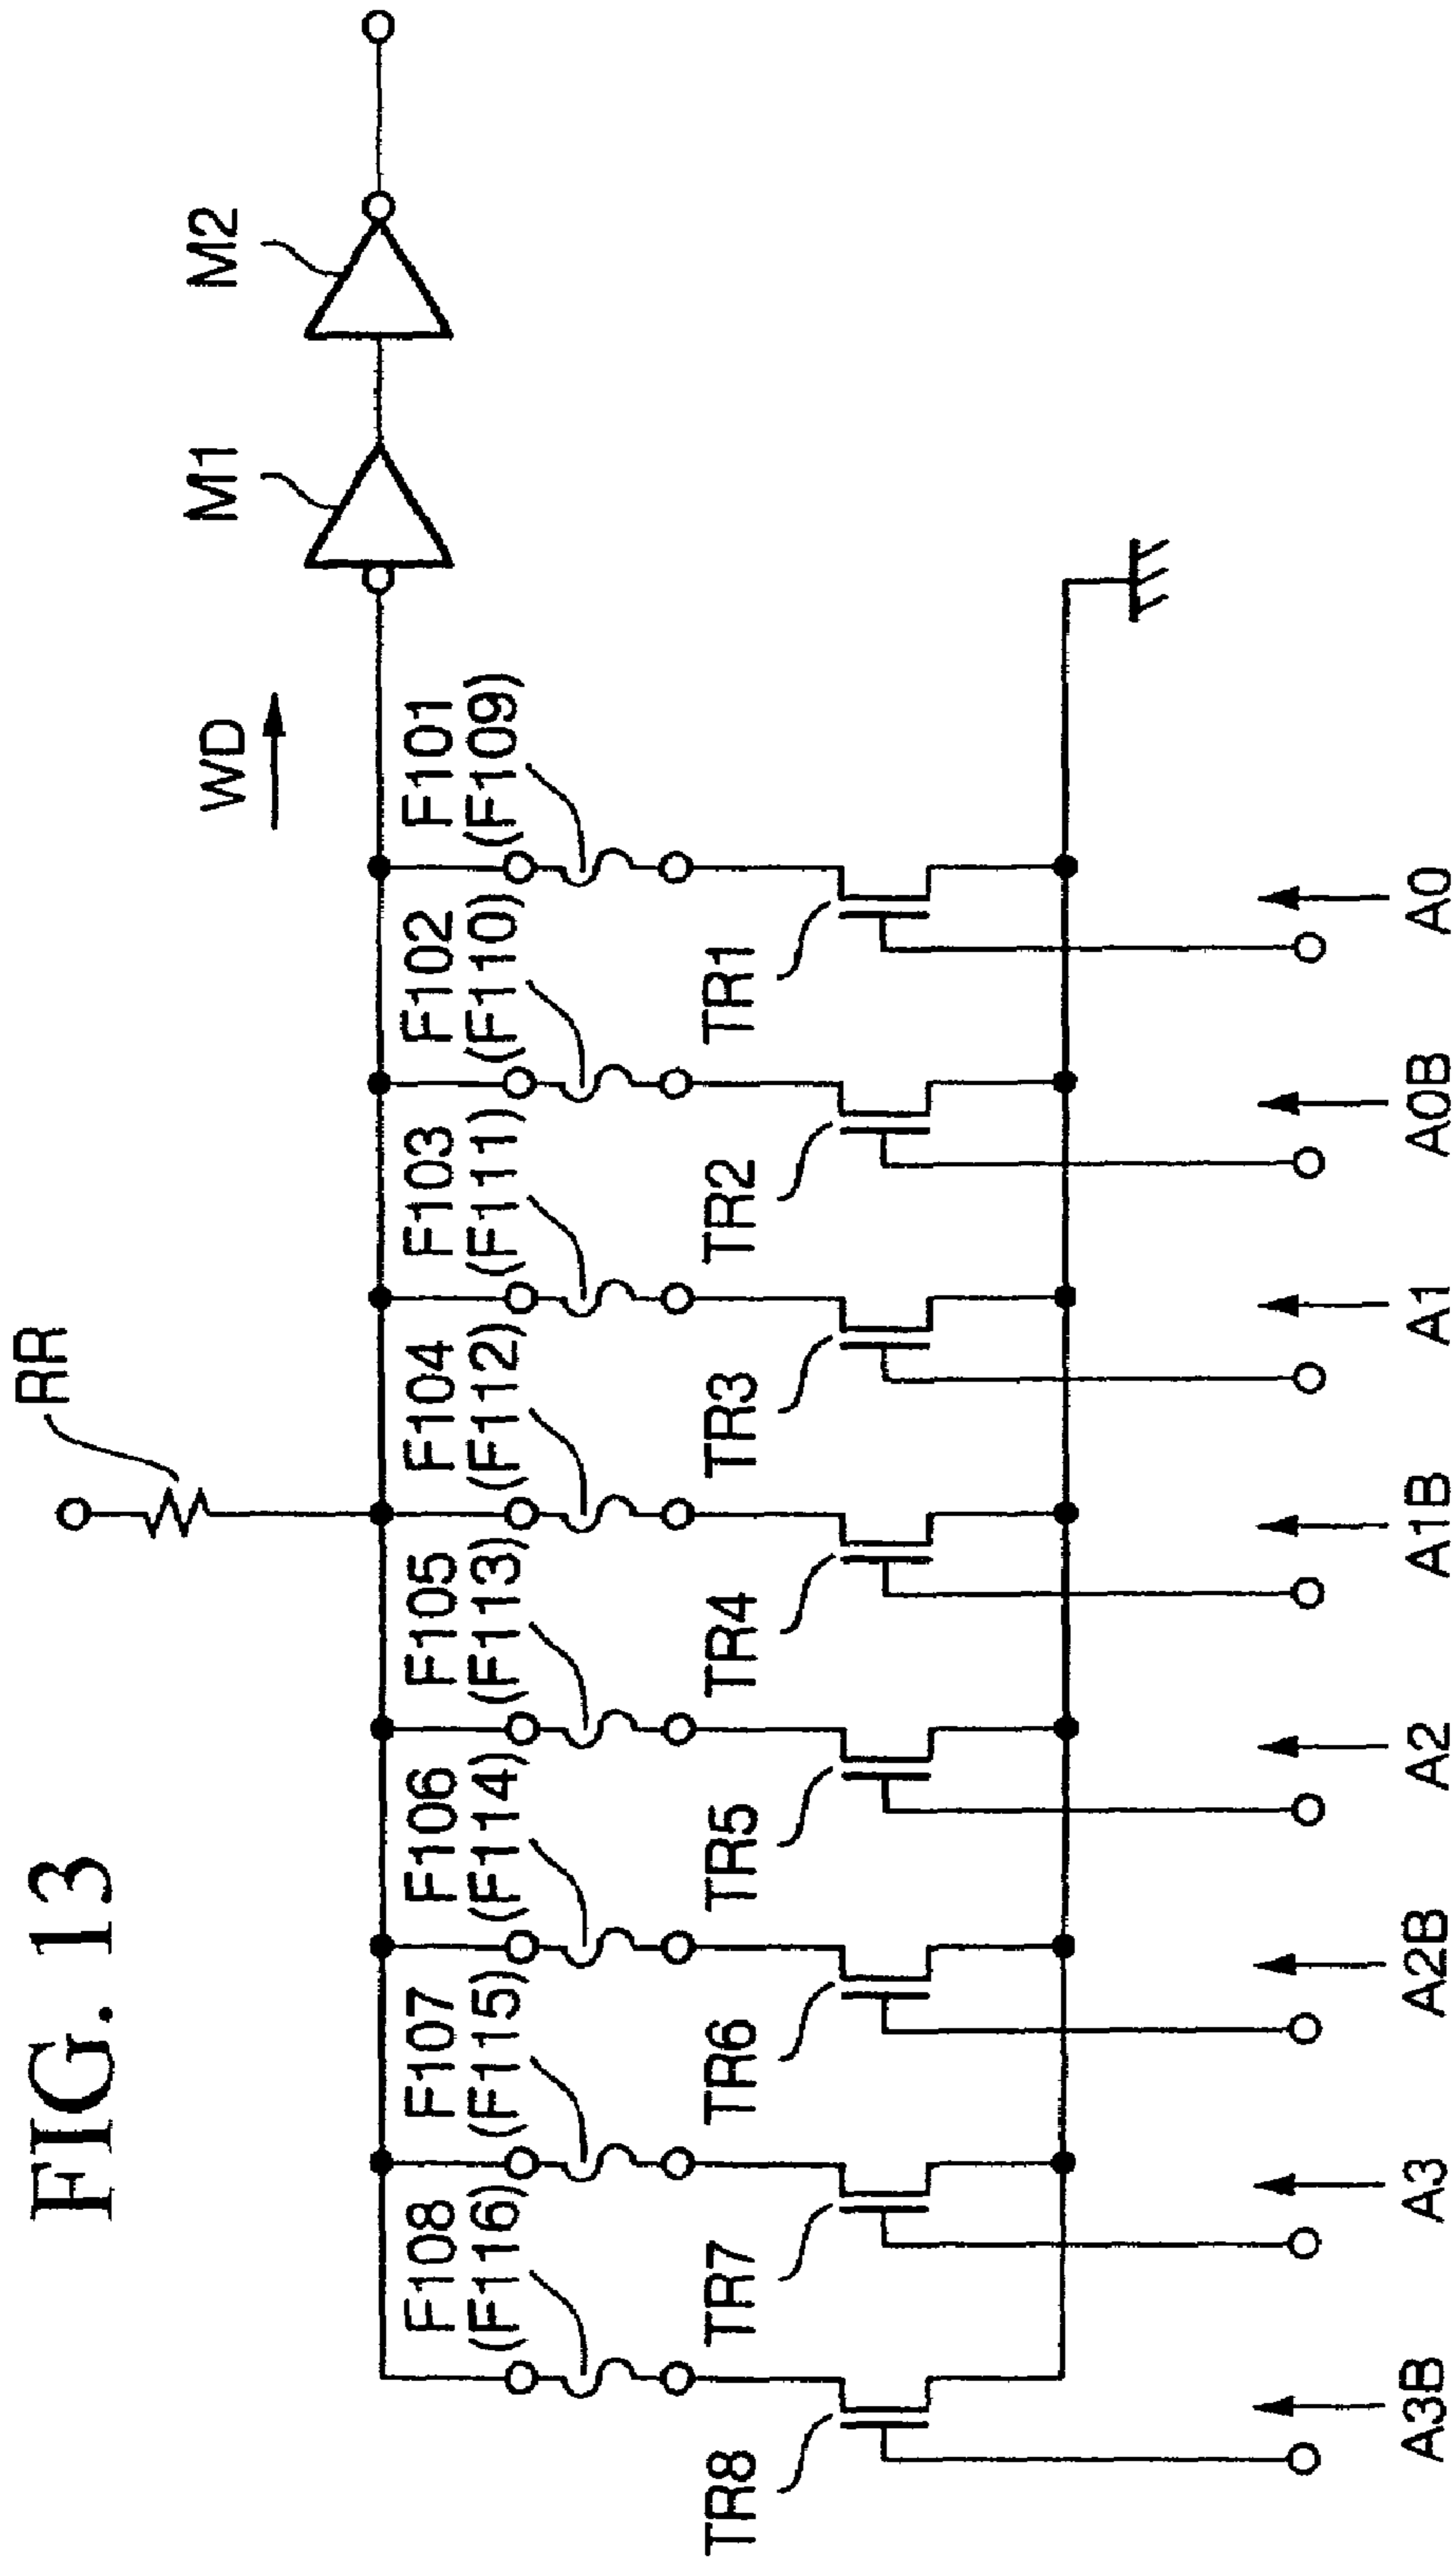 FIG. 13
RR
WD
M1
M2
F108
(F116)
F107
(F115)
F106
(F114)
F105
(F113)
F104
(F112)
F103
(F111)
F102
(F110)
F101
(F109)
TR8
TR7
TR6
TR5
TR4
TR3
TR2
TR1
A3B
A3
A2B
A2
A1B
A1
A0B
A0